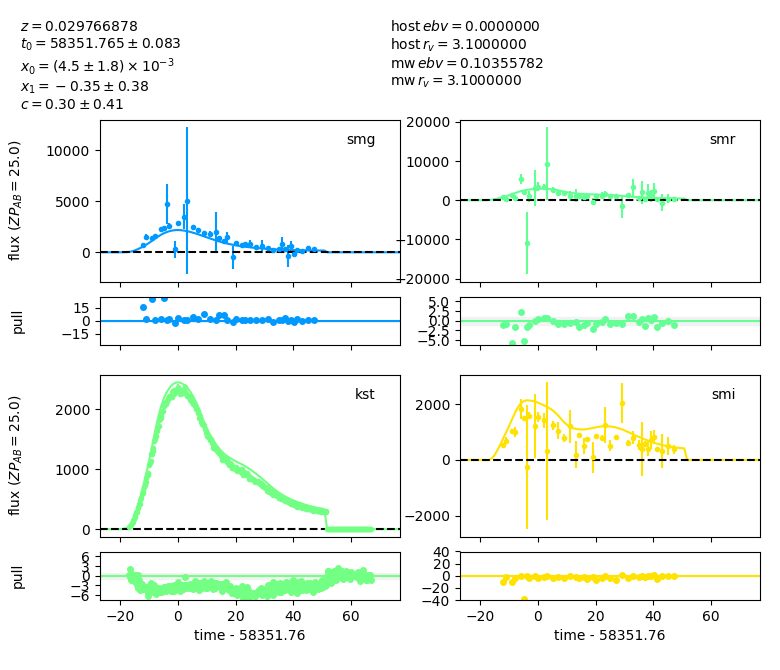 z = 0.029766878
t₀ = 58351.765 ± 0.083
x₀ = (4.5 ± 1.8) × 10⁻³
x₁ = −0.35 ± 0.38
c = 0.30 ± 0.41
host ebv = 0.0000000
host r_v = 3.1000000
mw ebv = 0.10355782
mw r_v = 3.1000000
flux (ZP_AB = 25.0)
10000
5000
0
smg
20000
10000
0
−10000
−20000
smr
pull
15
0
−15
5.0
2.5
0.0
−2.5
−5.0
flux (ZP_AB = 25.0)
2000
1000
0
kst
2000
0
−2000
smi
pull
6
3
0
−3
−6
−20
0
20
40
60
time - 58351.76
40
20
0
−20
−40
−20
0
20
40
60
time - 58351.76